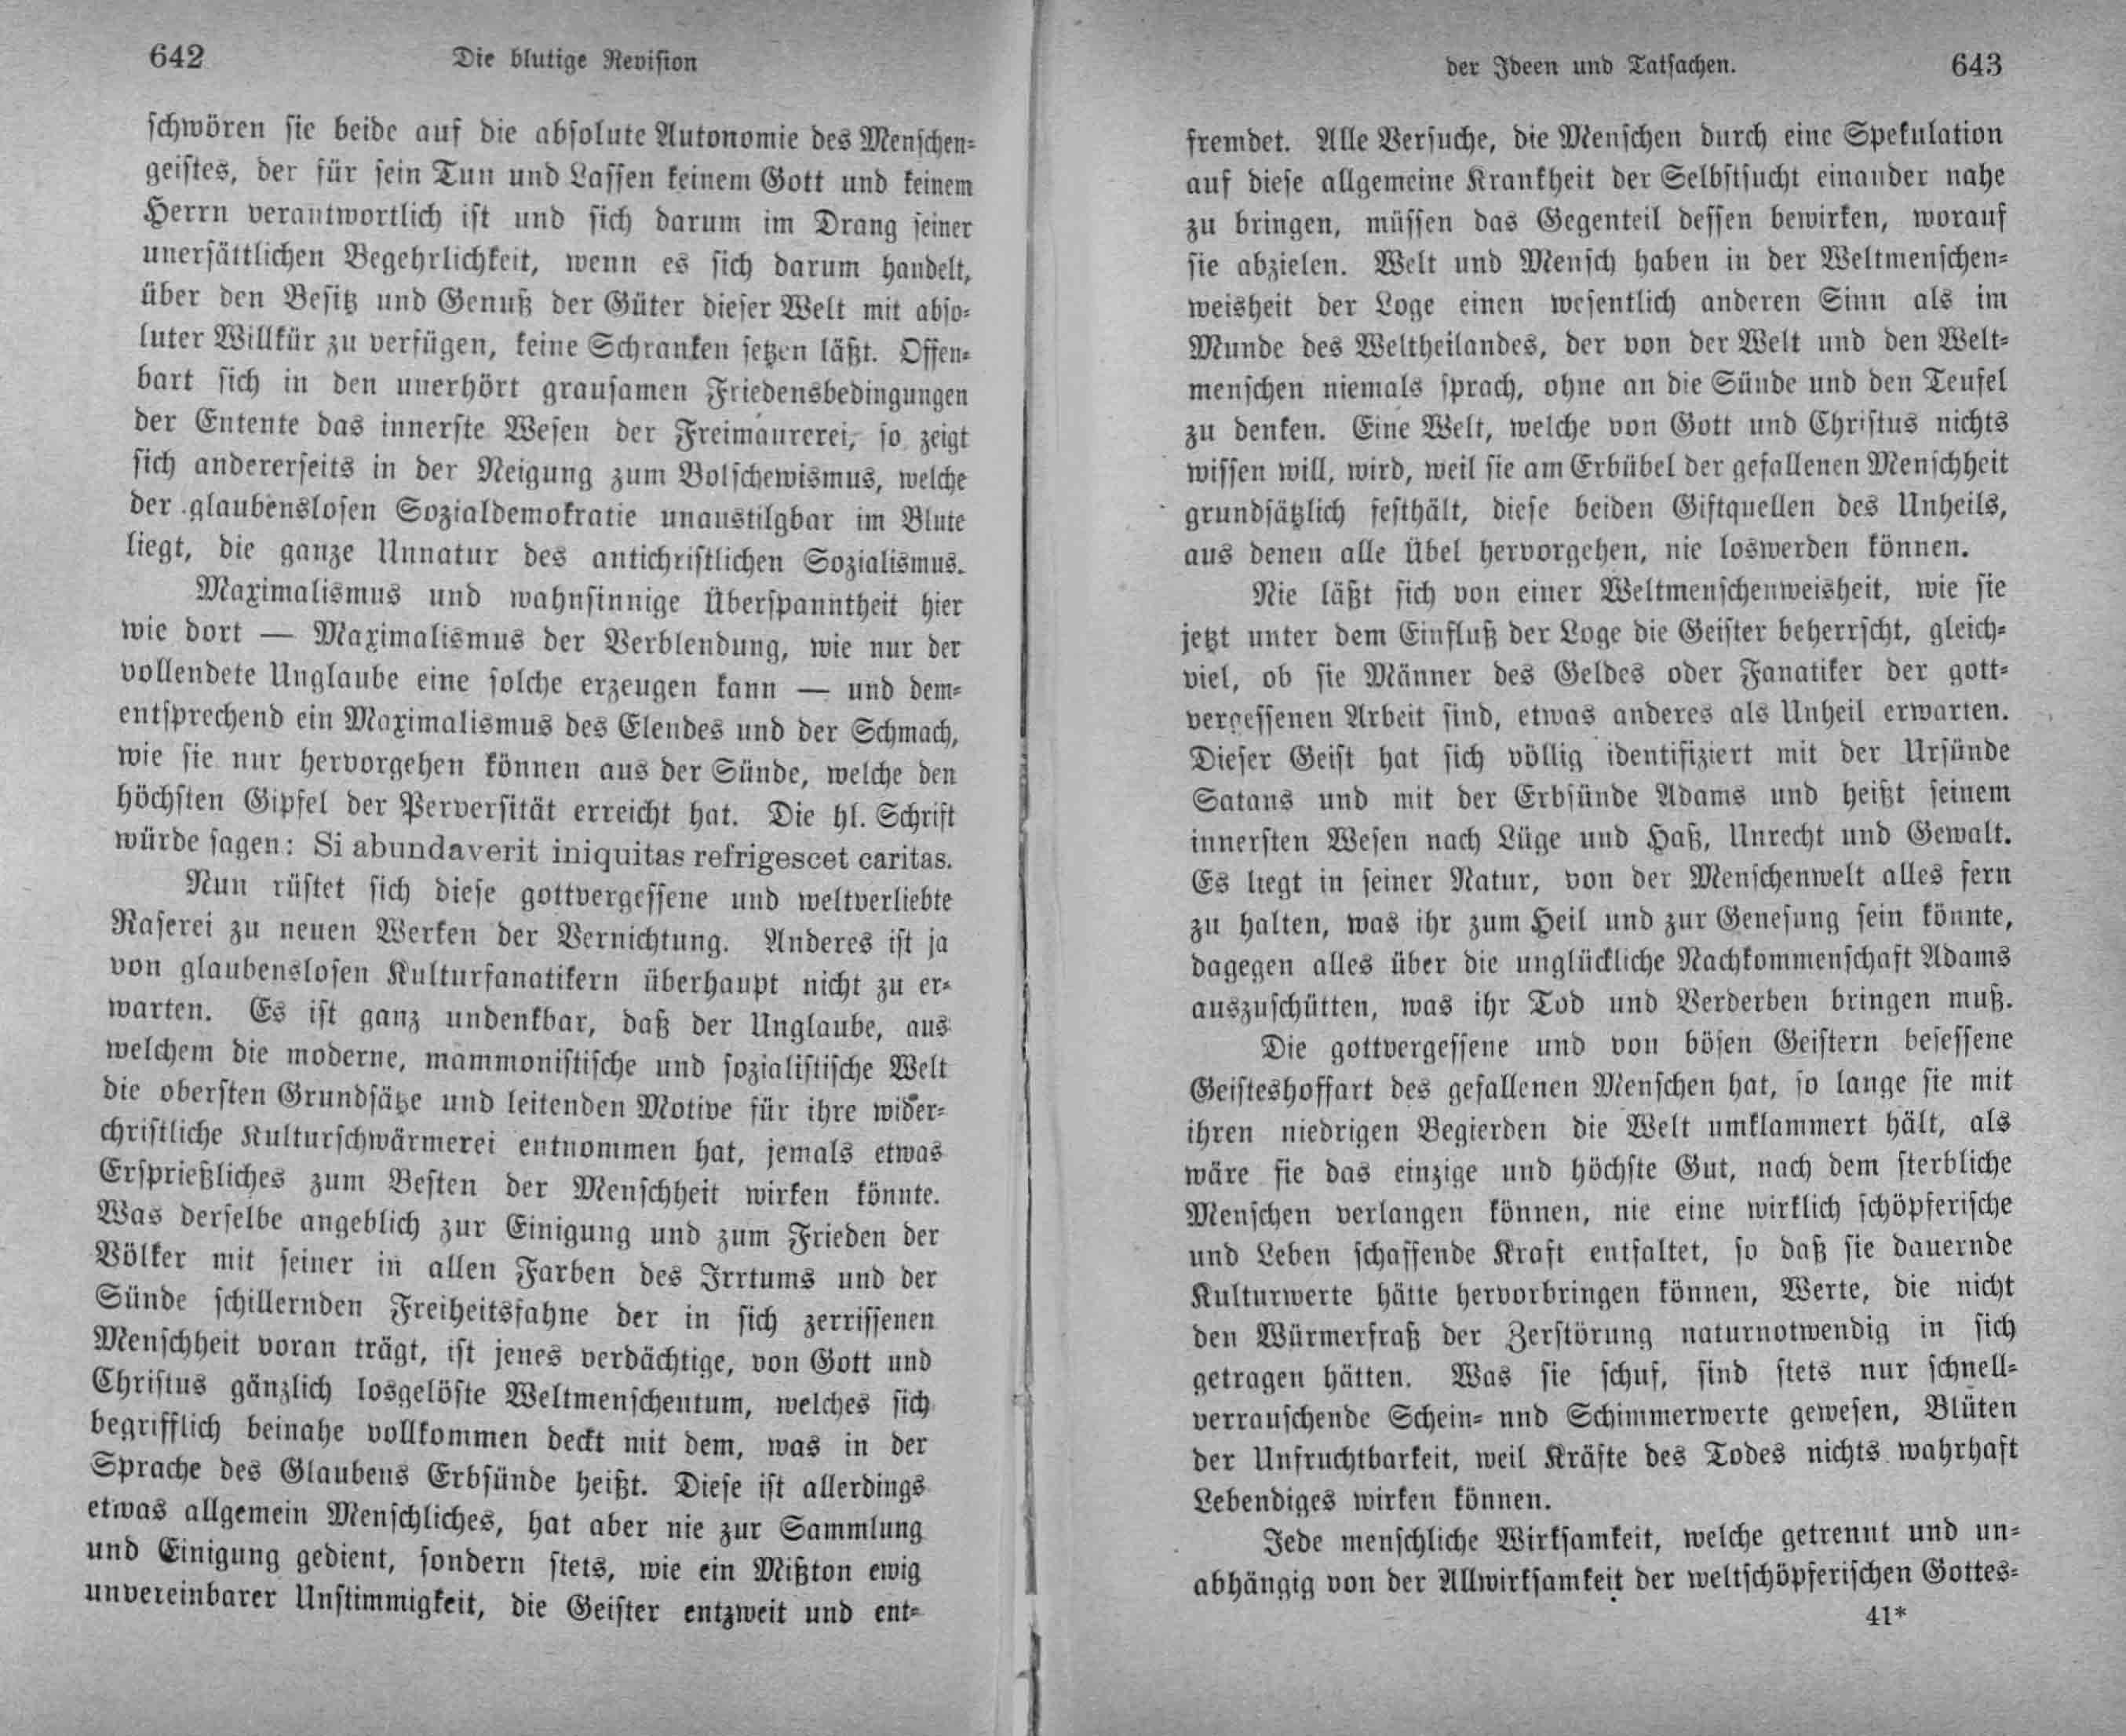 642
Die blutige Revision
schwören sie beide auf die absolute Autonomie des Menschen-
geistes, der für sein Tun und Lassen keinem Gott und keinem
Herrn verantwortlich ist und sich darum im Drang seiner
unersättlichen Begehrlichkeit, wenn es sich darum handelt,
über den Besitz und Genuß der Güter dieser Welt mit abso-
luter Willkür zu verfügen, keine Schranken setzen läßt. Offen-
bart sich in den unerhört grausamen Friedensbedingungen
der Entente das innerste Wesen der Freimaurerei, so zeigt
sich andererseits in der Neigung zum Bolschewismus, welche
der glaubenslosen Sozialdemokratie unaustilgbar im Blute
liegt, die ganze Unnatur des antichristlichen Sozialismus.
Maximalismus und wahnsinnige Überspanntheit hier
wie dort — Maximalismus der Verblendung, wie nur der
vollendete Unglaube eine solche erzeugen kann — und dem-
entsprechend ein Maximalismus des Elendes und der Schmach,
wie sie nur hervorgehen können aus der Sünde, welche den
höchsten Gipfel der Perversität erreicht hat. Die hl. Schrift
würde sagen: Si abundaverit iniquitas refrigescet caritas.
Nun rüstet sich diese gottvergessene und weltverliebte
Raserei zu neuen Werken der Vernichtung. Anderes ist ja
von glaubenslosen Kulturfanatikern überhaupt nicht zu er-
warten. Es ist ganz undenkbar, daß der Unglaube, aus
welchem die moderne, mammonistische und sozialistische Welt
die obersten Grundsätze und leitenden Motive für ihre wider-
christliche Kulturschwärmerei entnommen hat, jemals etwas
Ersprießliches zum Besten der Menschheit wirken könnte.
Was derselbe angeblich zur Einigung und zum Frieden der
Völker mit seiner in allen Farben des Irrtums und der
Sünde schillernden Freiheitsfahne der in sich zerrissenen
Menschheit voran trägt, ist jenes verdächtige, von Gott und
Christus gänzlich losgelöste Weltmenschentum, welches sich
begrifflich beinahe vollkommen deckt mit dem, was in der
Sprache des Glaubens Erbsünde heißt. Diese ist allerdings
etwas allgemein Menschliches, hat aber nie zur Sammlung
und Einigung gedient, sondern stets, wie ein Mißton ewig
unvereinbarer Unstimmigkeit, die Geister entzweit und ent-
der Ideen und Tatsachen.
643
fremdet. Alle Versuche, die Menschen durch eine Spekulation
auf diese allgemeine Krankheit der Selbstsucht einander nahe
zu bringen, müssen das Gegenteil dessen bewirken, worauf
sie abzielen. Welt und Mensch haben in der Weltmenschen-
weisheit der Loge einen wesentlich anderen Sinn als im
Munde des Weltheilandes, der von der Welt und den Welt-
menschen niemals sprach, ohne an die Sünde und den Teufel
zu denken. Eine Welt, welche von Gott und Christus nichts
wissen will, wird, weil sie am Erbübel der gefallenen Menschheit
grundsätzlich festhält, diese beiden Giftquellen des Unheils,
aus denen alle Übel hervorgehen, nie loswerden können.
Nie läßt sich von einer Weltmenschenweisheit, wie sie
jetzt unter dem Einfluß der Loge die Geister beherrscht, gleich-
viel, ob sie Männer des Geldes oder Fanatiker der gott-
vergessenen Arbeit sind, etwas anderes als Unheil erwarten.
Dieser Geist hat sich völlig identifiziert mit der Ursünde
Satans und mit der Erbsünde Adams und heißt seinem
innersten Wesen nach Lüge und Haß, Unrecht und Gewalt.
Es liegt in seiner Natur, von der Menschenwelt alles fern
zu halten, was ihr zum Heil und zur Genesung sein könnte,
dagegen alles über die unglückliche Nachkommenschaft Adams
auszuschütten, was ihr Tod und Verderben bringen muß.
Die gottvergessene und von bösen Geistern besessene
Geisteshoffart des gefallenen Menschen hat, so lange sie mit
ihren niedrigen Begierden die Welt umklammert hält, als
wäre sie das einzige und höchste Gut, nach dem sterbliche
Menschen verlangen können, nie eine wirklich schöpferische
und Leben schaffende Kraft entfaltet, so daß sie dauernde
Kulturwerte hätte hervorbringen können, Werte, die nicht
den Würmerfraß der Zerstörung naturnotwendig in sich
getragen hätten. Was sie schuf, sind stets nur schnell-
verrauschende Schein- nnd Schimmerwerte gewesen, Blüten
der Unfruchtbarkeit, weil Kräfte des Todes nichts wahrhaft
Lebendiges wirken können.
Jede menschliche Wirksamkeit, welche getrennt und un-
abhängig von der Allwirksamkeit der weltschöpferischen Gottes-
41*